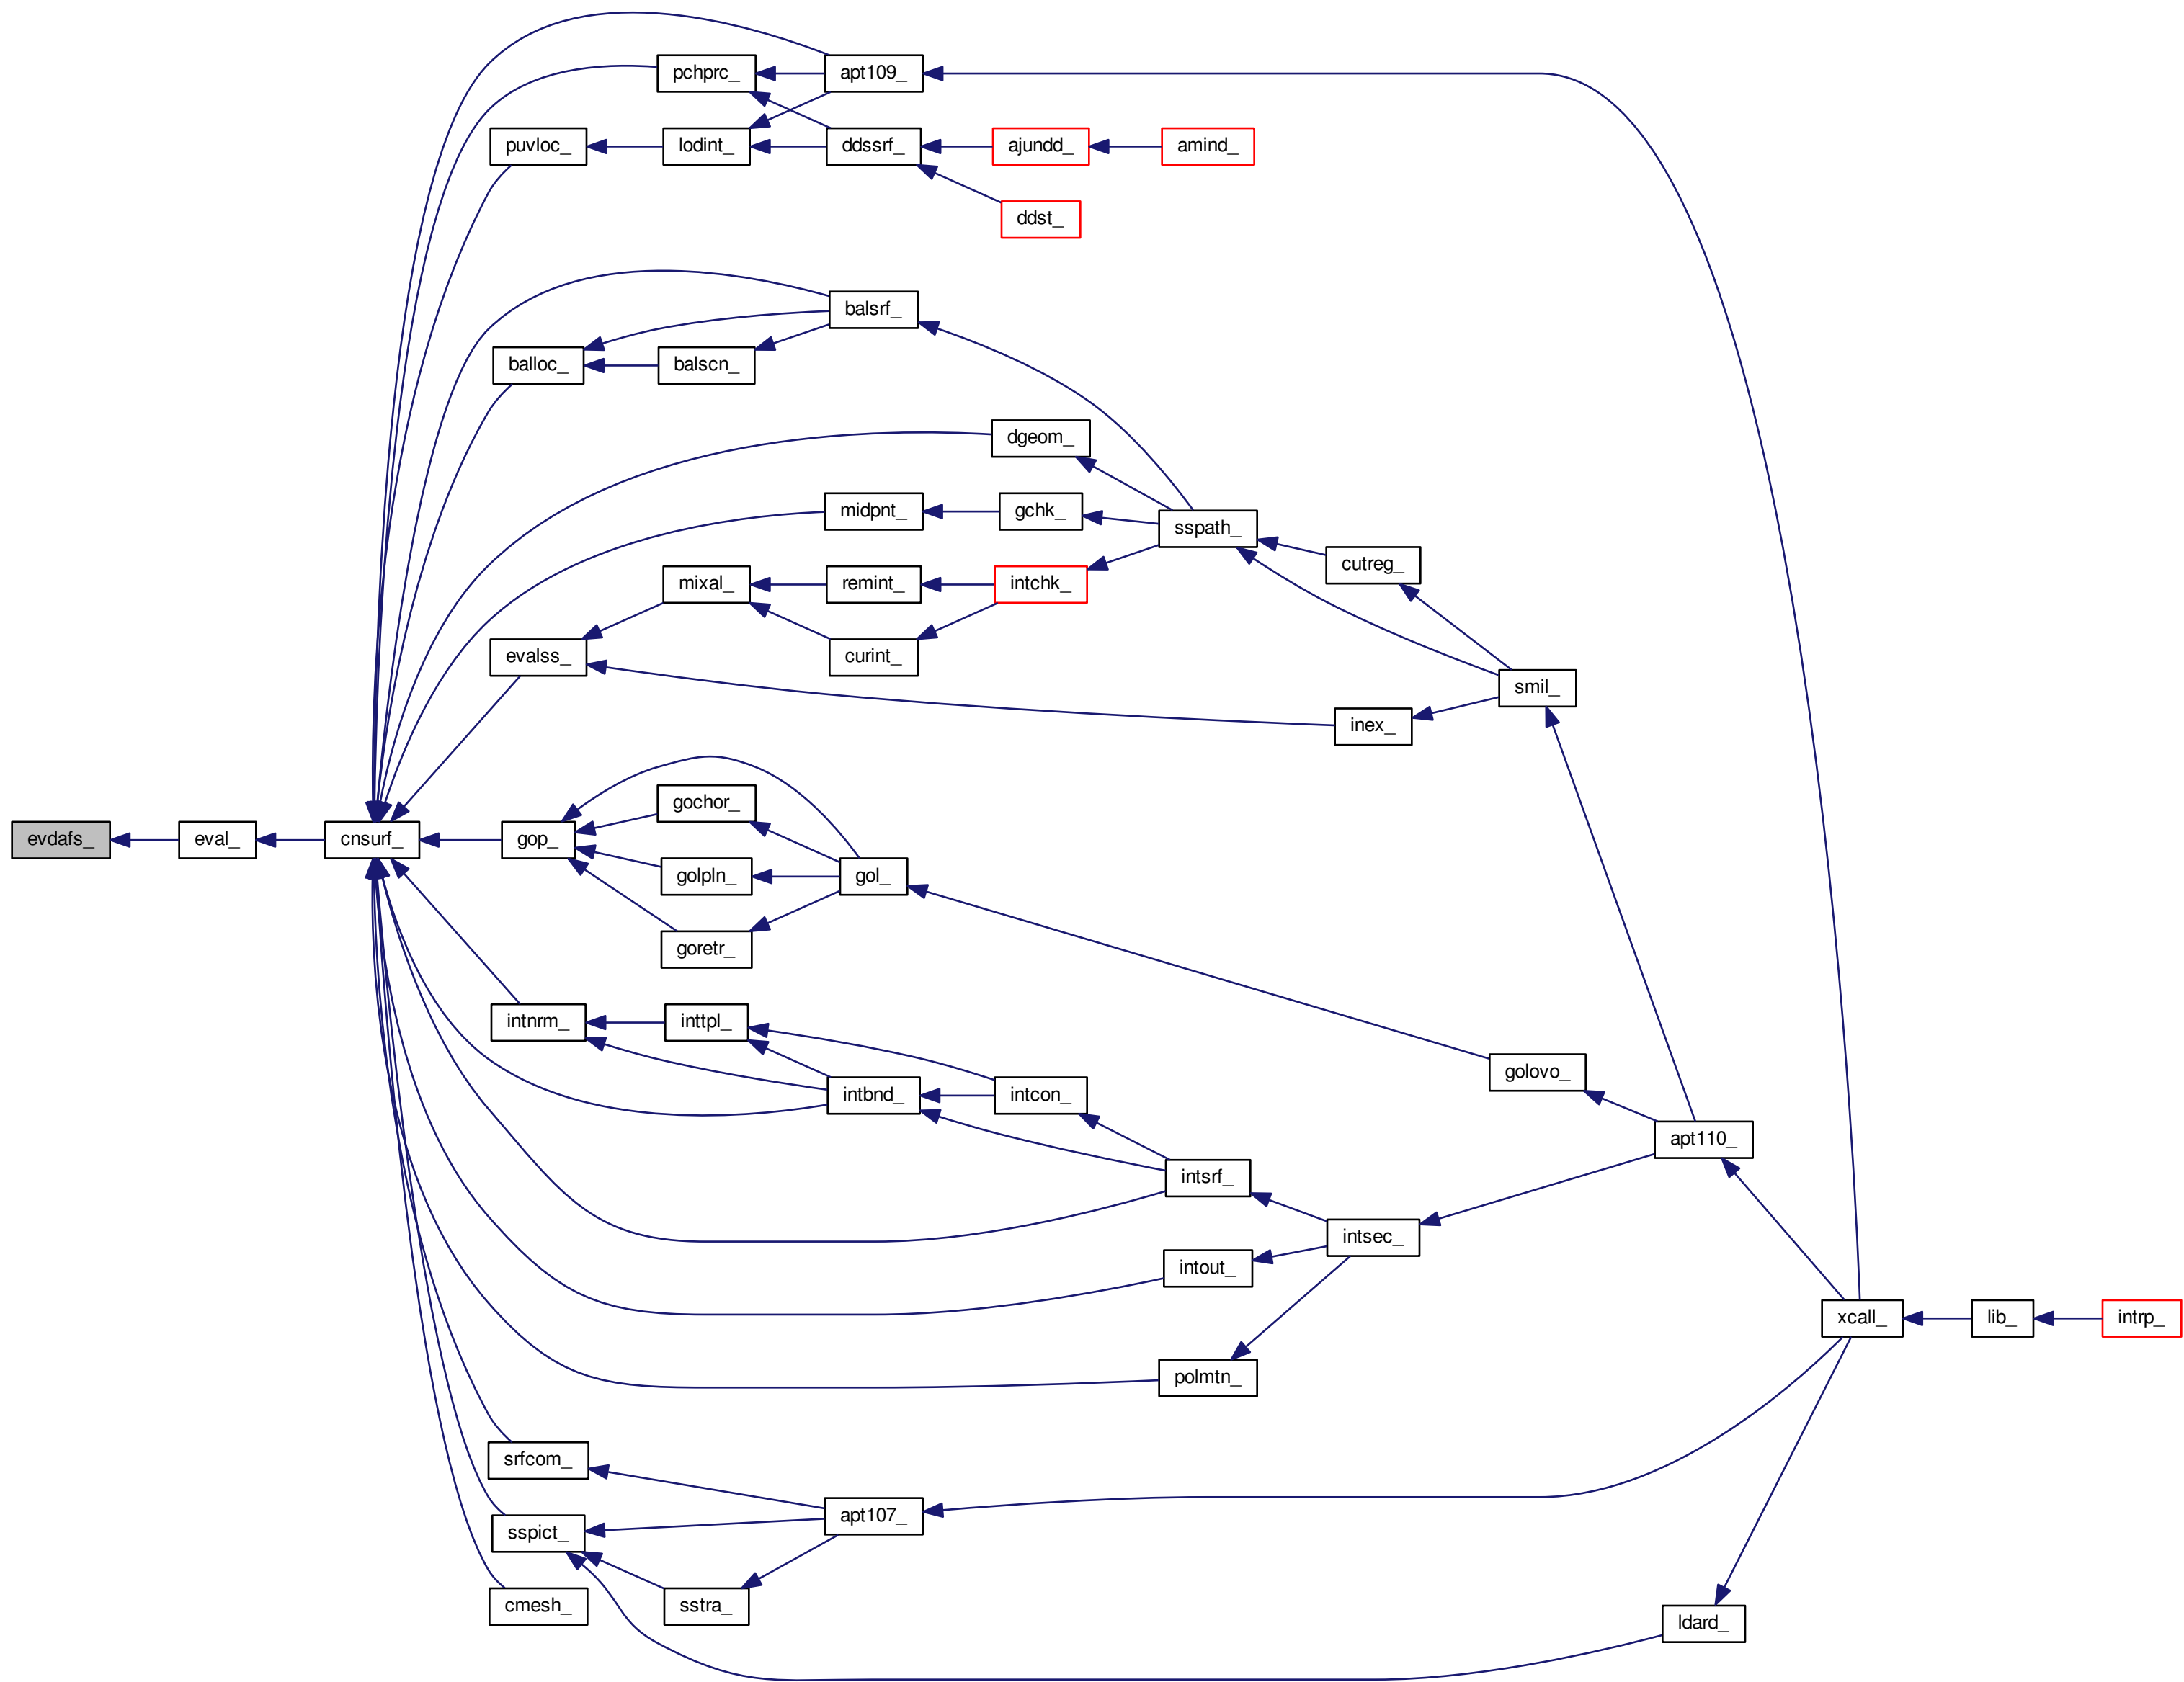 pchprc_
apt109_
puvloc_
lodint_
ddssrf_
ajundd_
amind_
ddst_
balsrf_
balloc_
balscn_
dgeom_
midpnt_
gchk_
sspath_
cutreg_
mixal_
remint_
intchk_
evalss_
curint_
smil_
inex_
gochor_
evdafs_
eval_
cnsurf_
gop_
golpln_
gol_
goretr_
intnrm_
inttpl_
golovo_
intbnd_
intcon_
apt110_
intsrf_
intsec_
intout_
xcall_
lib_
intrp_
polmtn_
srfcom_
apt107_
sspict_
cmesh_
sstra_
ldard_